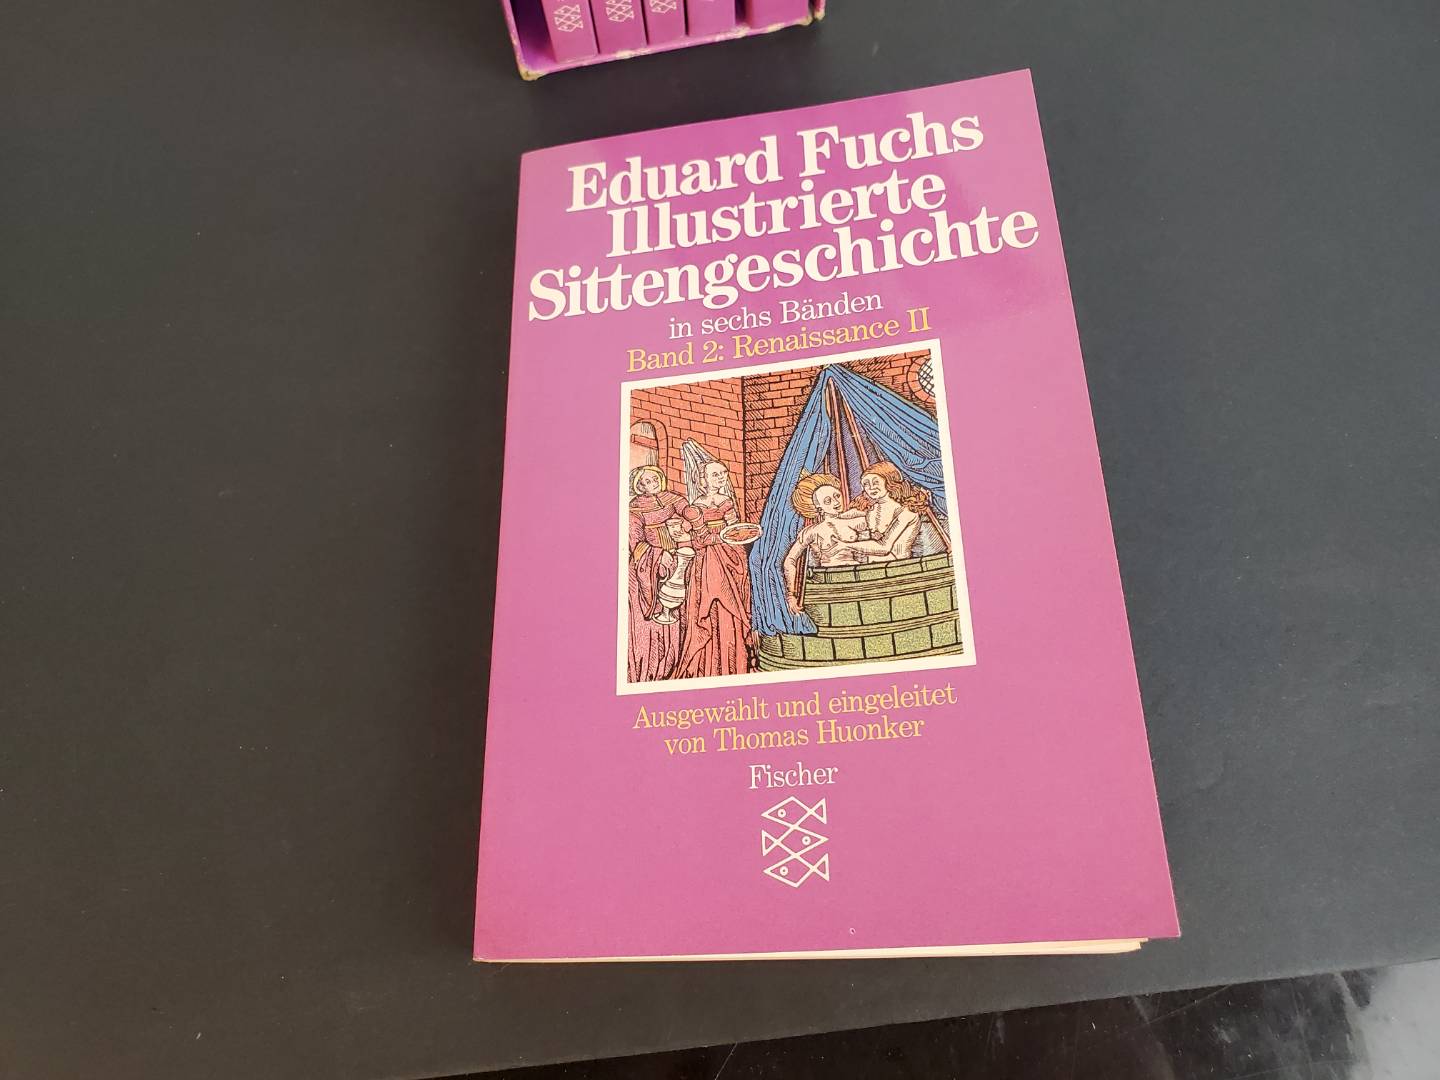 Eduard Fuchs
Illustrierte
Sittengeschichte
in sechs Bänden
Band 2: Renaissance II
Ausgewählt und eingeleitet
von Thomas Huonker
Fischer